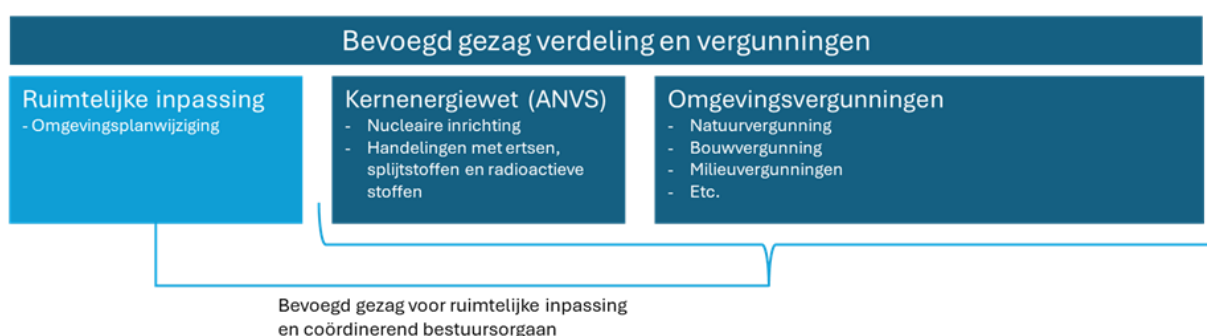 Bevoegd gezag verdeling en vergunningen
Ruimtelijke inpassing
- Omgevingsplanwijziging
Kernenergiewet (ANVS)
- Nucleaire inrichting
- Handelingen met ertsen,
splijtstoffen en radioactieve
stoffen
Omgevingsvergunningen
- Natuurvergunning
- Bouwvergunning
- Milieuvergunningen
- Etc.
Bevoegd gezag voor ruimtelijke inpassing
en coördinerend bestuursorgaan